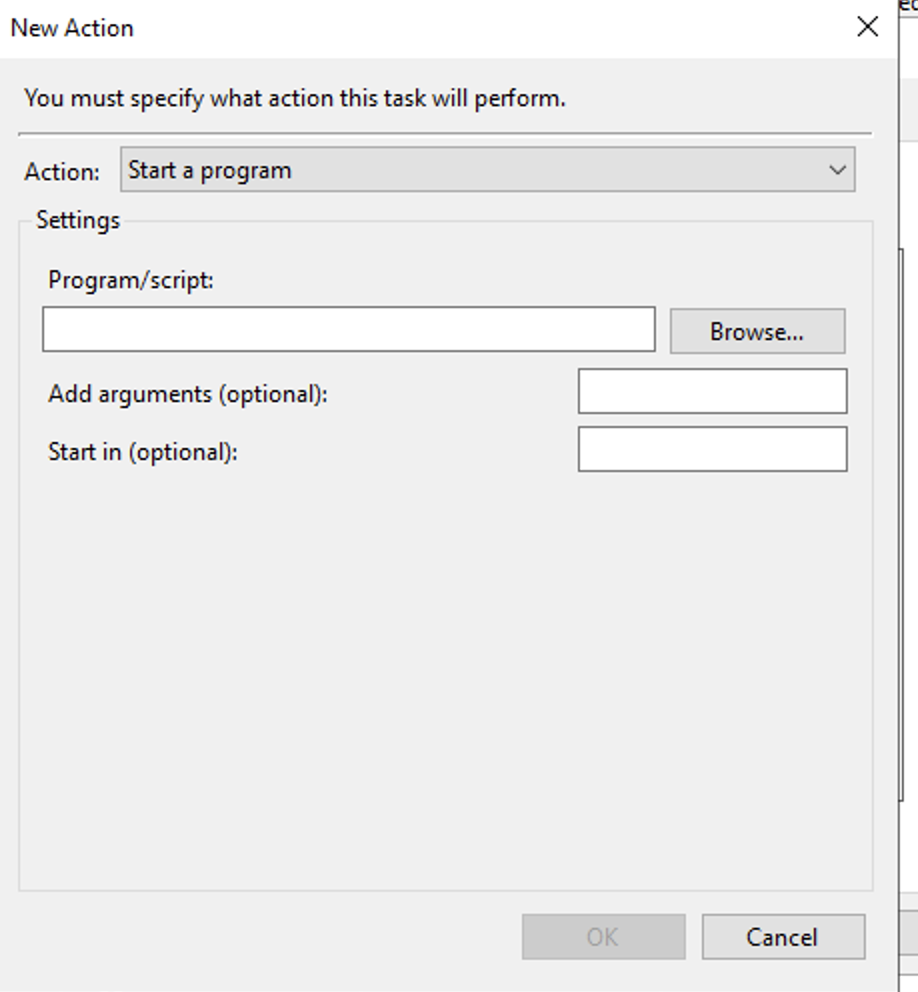 New Action
You must specify what action this task will perform.
Action: Start a program
Settings
Program/script:
Browse...
Add arguments (optional):
Start in (optional):
OK Cancel